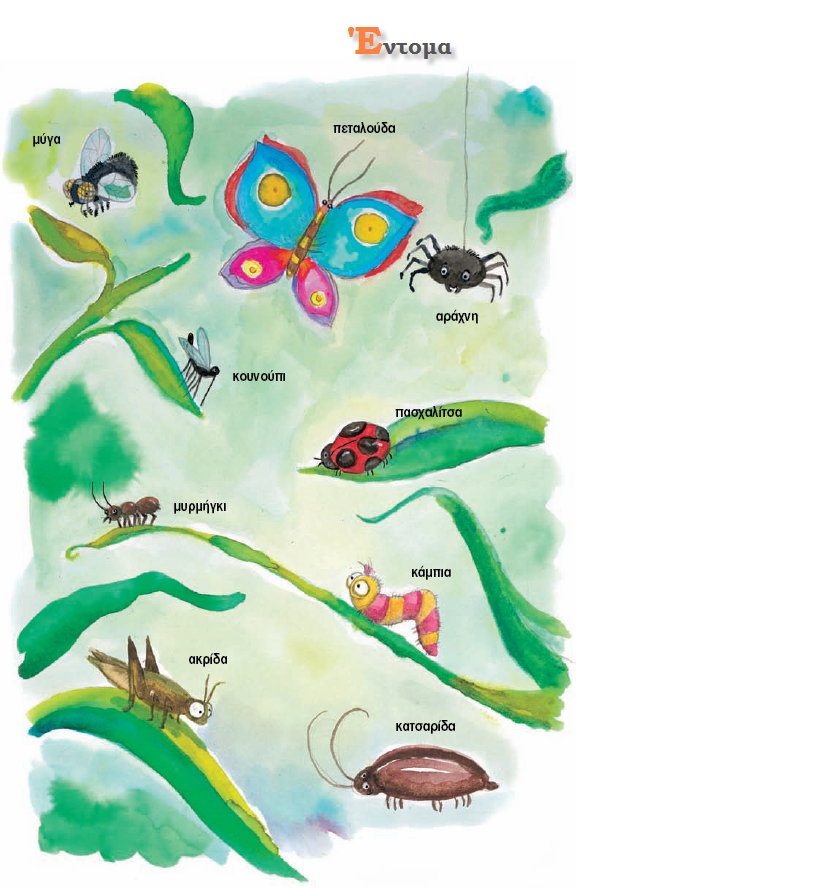 Έντομα
πεταλούδα
μύγα
αράχνη
κουνούπι
πασχαλίτσα
μυρμήγκι
κάμπια
ακρίδα
κατσαρίδα